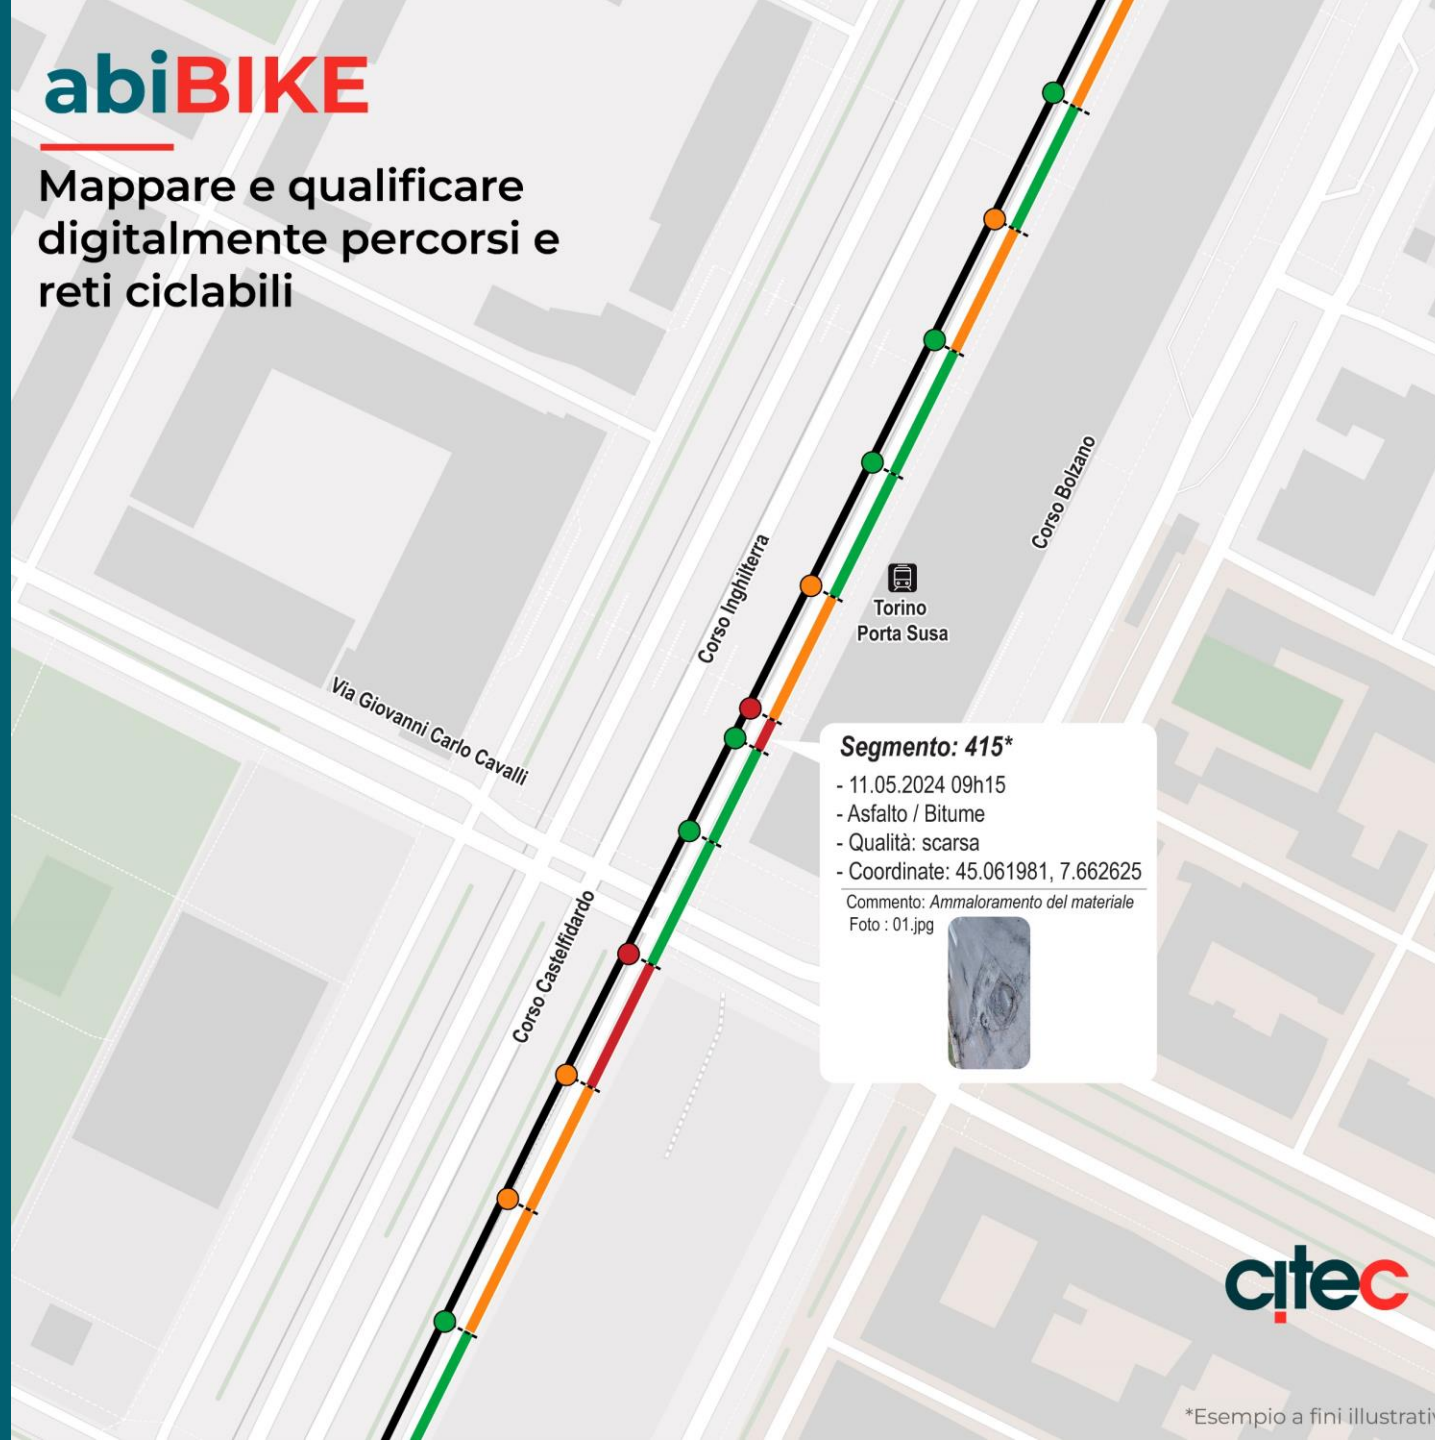 abiBIKE
Mappare e qualificare
digitalmente percorsi e
reti ciclabili
Corso Bolzano
Corso Inghilterra
Torino
Porta Susa
Via Giovanni Carlo Cavalli
Segmento: 415*
- 11.05.2024 09h15
- Asfalto / Bitume
- Qualità: scarsa
- Coordinate: 45.061981, 7.662625
Commento: Ammaloramento del materiale
Foto : 01.jpg
Corso Castelfidardo
citec
*Esempio a fini illustrativ